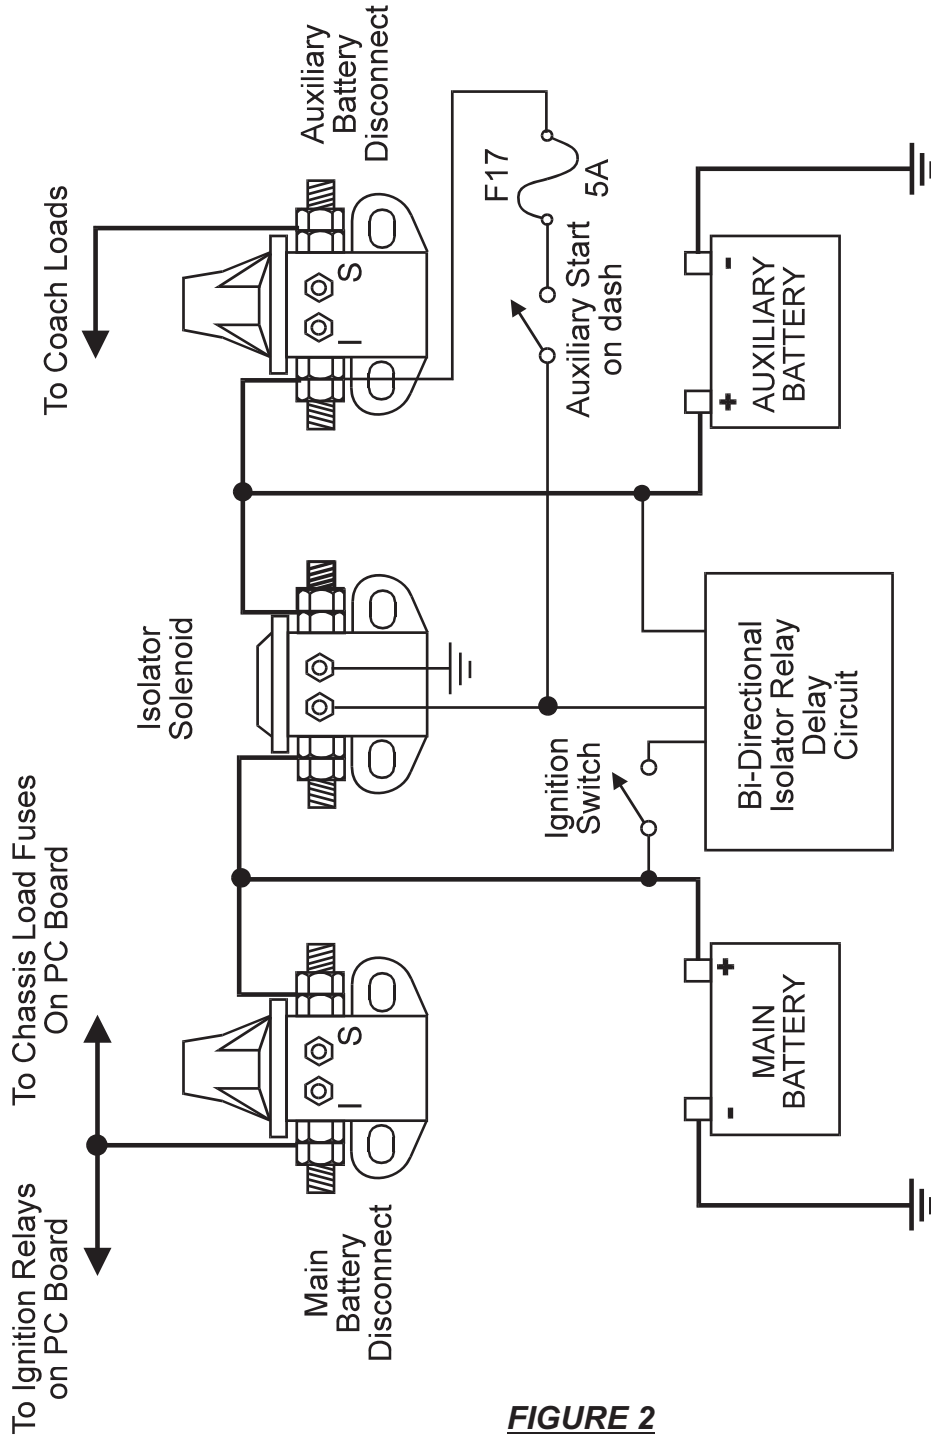 To Ignition Relays
on PC Board
To Chassis Load Fuses
On PC Board
To Coach Loads
Main
Battery
Disconnect
I
S
Isolator
Solenoid
Auxiliary
Battery
Disconnect
I
S
F17
5A
Auxiliary Start
on dash
Ignition
Switch
-
+
MAIN
BATTERY
Bi-Directional
Isolator Relay
Delay
Circuit
+
-
AUXILIARY
BATTERY
FIGURE 2